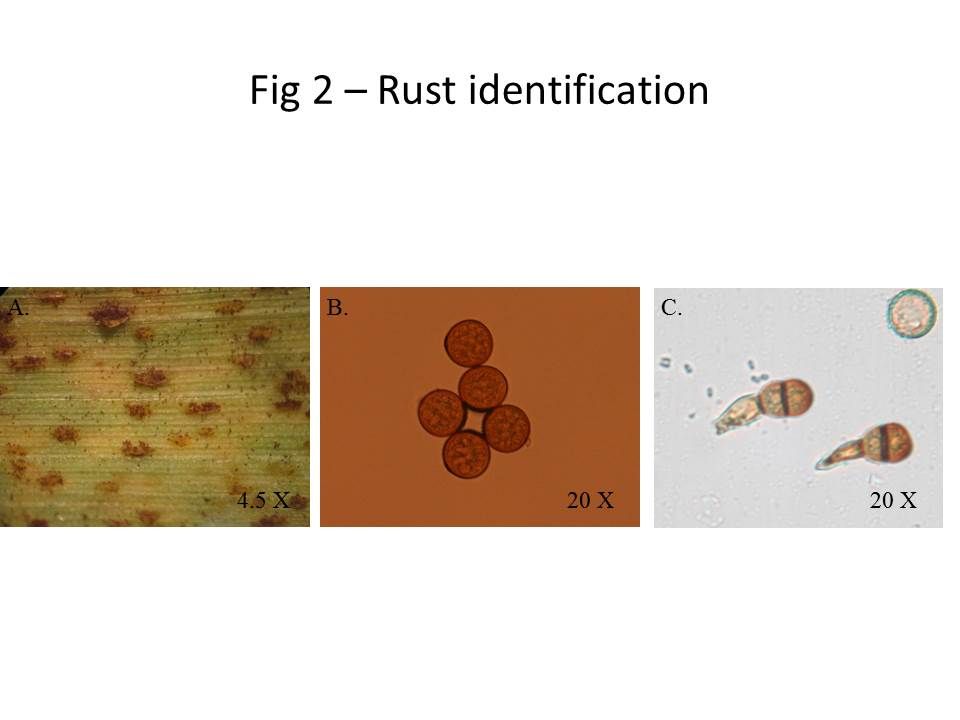 Fig 2 – Rust identification
A.
B.
C.
4.5 X
20 X
20 X